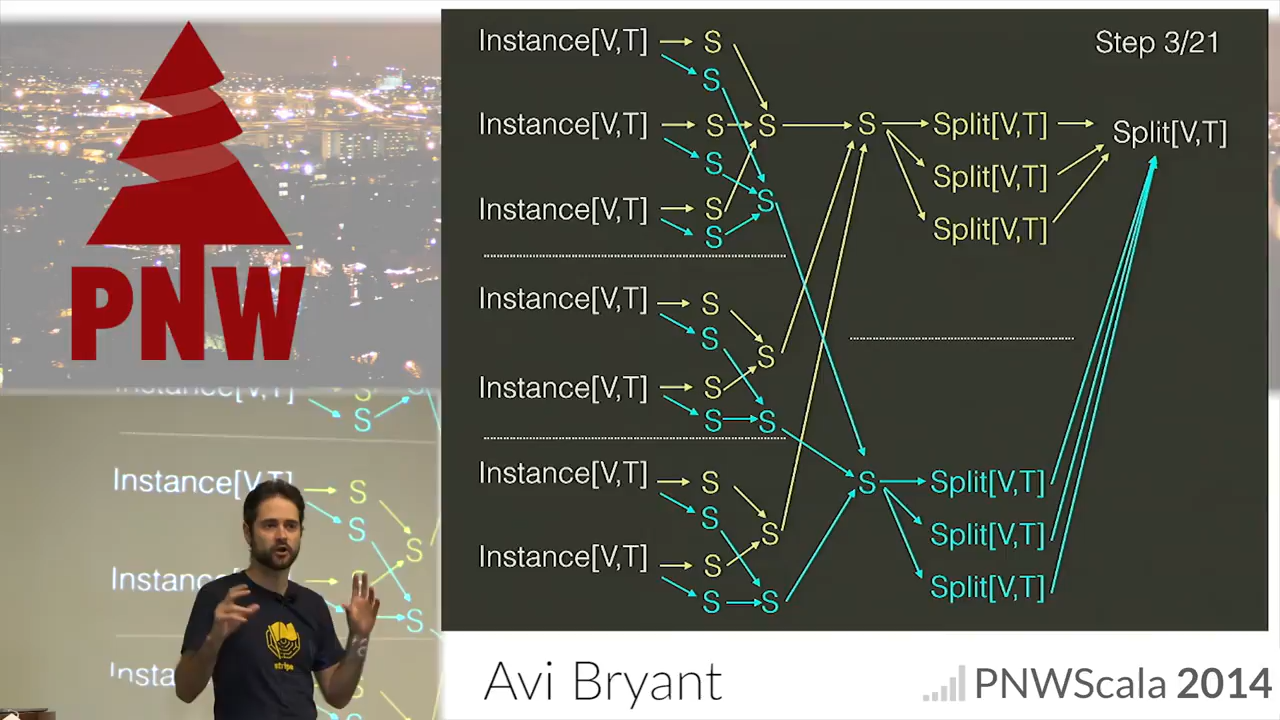 PNW
Step 3/21
Instance[V,T] S
S
Instance[V,T] S S S Split[V,T] Split[V,T]
S Split[V,T]
S
Instance[V,T] S Split[V,T]
S
Instance[V,T] S
S
S
Instance[V,T] S
S S
Instance[V,T] S
S
S
S Split[V,T]
Split[V,T]
Instance[V,T] S
S S
Split[V,T]
Instance[V,T] S
S
Instance[V,T] S
S
stripe
Avi Bryant
PNWScala 2014